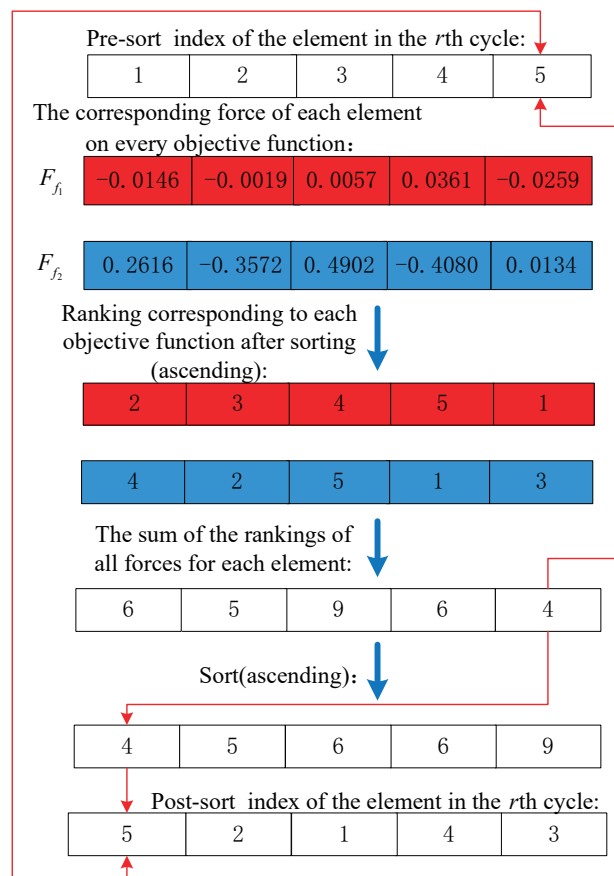 Pre-sort index of the element in the rth cycle:
1 2 3 4 5
The corresponding force of each element
on every objective function:
F_{f_1} -0.0146 -0.0019 0.0057 0.0361 -0.0259
F_{f_2} 0.2616 -0.3572 0.4902 -0.4080 0.0134
Ranking corresponding to each
objective function after sorting
(ascending):
2 3 4 5 1
4 2 5 1 3
The sum of the rankings of
all forces for each element:
6 5 9 6 4
Sort(ascending):
4 5 6 6 9
Post-sort index of the element in the rth cycle:
5 2 1 4 3